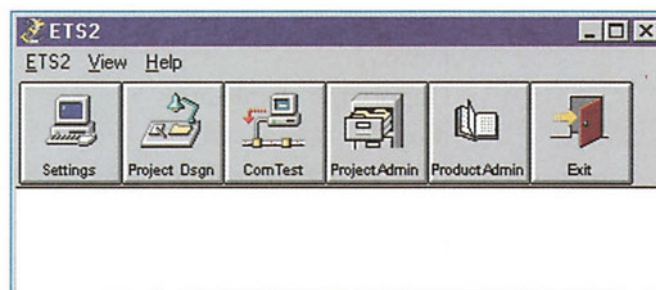 ETS2
ETS2 View Help
Settings Project Dsgn ComTest ProjectAdmin ProductAdmin Exit